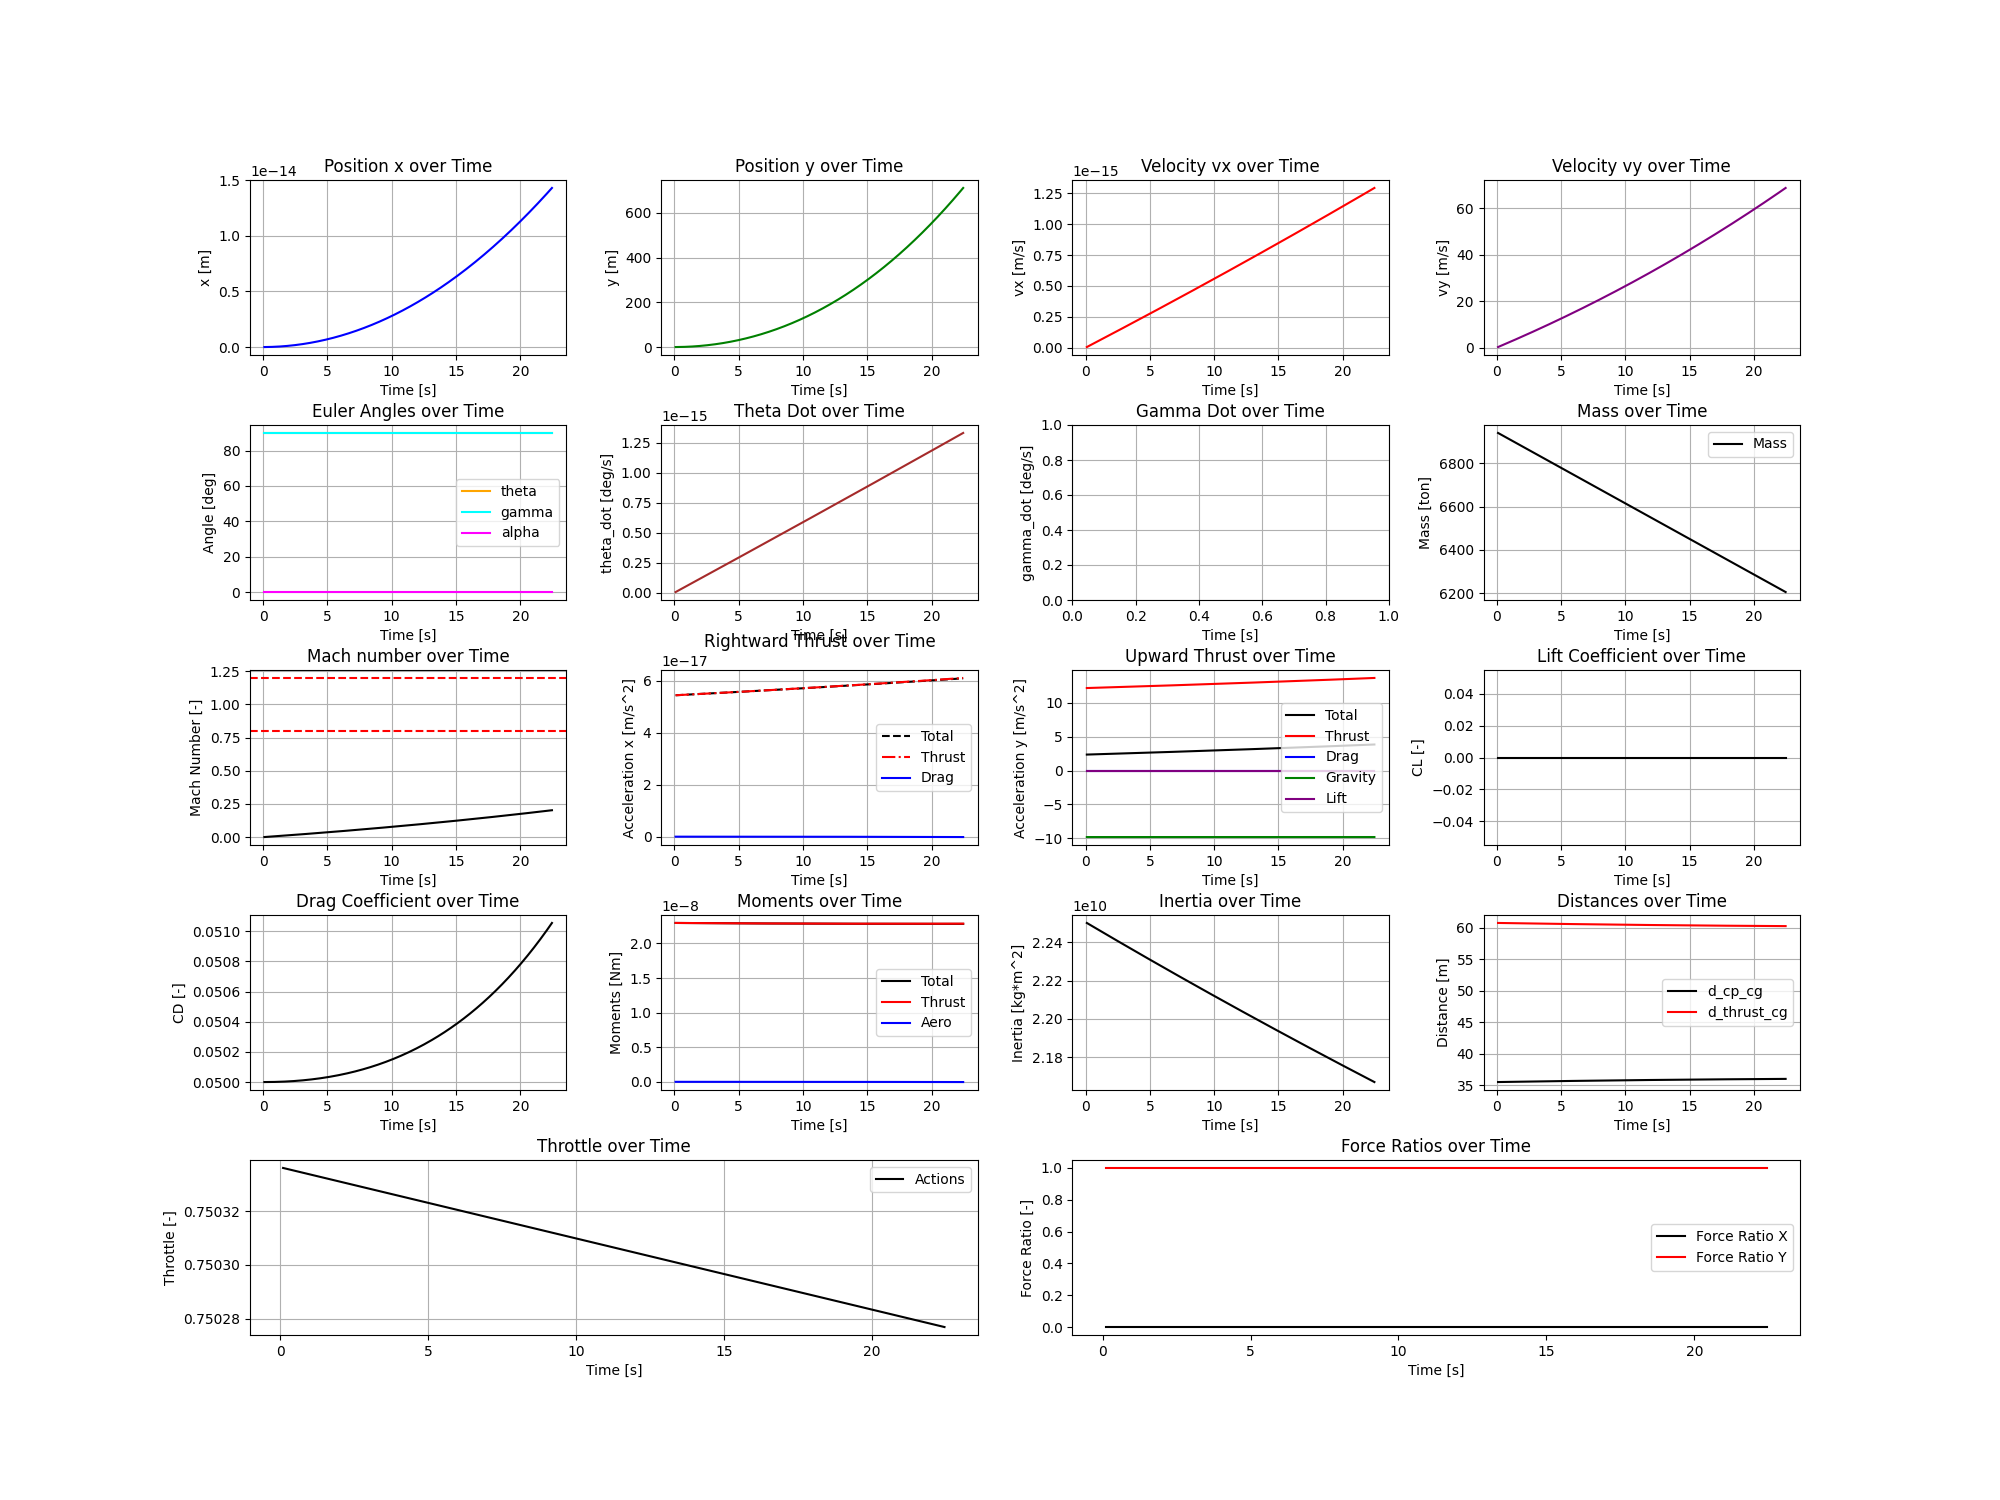 Position x over Time
1e−14
1.5
1.0
0.5
0.0
x [m]
0 5 10 15 20
Time [s]
Position y over Time
600
400
200
0
y [m]
0 5 10 15 20
Time [s]
Velocity vx over Time
1e−15
1.25
1.00
0.75
0.50
0.25
0.00
vx [m/s]
0 5 10 15 20
Time [s]
Velocity vy over Time
60
40
20
0
vy [m/s]
0 5 10 15 20
Time [s]
Euler Angles over Time
80
60
40
20
0
Angle [deg]
theta
gamma
alpha
0 5 10 15 20
Time [s]
Theta Dot over Time
1e−15
1.25
1.00
0.75
0.50
0.25
0.00
theta_dot [deg/s]
0 5 10 15 20
Time [s]
Gamma Dot over Time
1.0
0.8
0.6
0.4
0.2
0.0
gamma_dot [deg/s]
0.0 0.2 0.4 0.6 0.8 1.0
Time [s]
Mass over Time
6800
6600
6400
6200
Mass [ton]
Mass
0 5 10 15 20
Time [s]
Mach number over Time
1.25
1.00
0.75
0.50
0.25
0.00
Mach Number [-]
0 5 10 15 20
Time [s]
Rightward Thrust over Time
1e−17
6
4
2
0
Acceleration x [m/s^2]
Total
Thrust
Drag
0 5 10 15 20
Time [s]
Upward Thrust over Time
10
5
0
−5
−10
Acceleration y [m/s^2]
Total
Thrust
Drag
Gravity
Lift
0 5 10 15 20
Time [s]
Lift Coefficient over Time
0.04
0.02
0.00
−0.02
−0.04
CL [-]
0 5 10 15 20
Time [s]
Drag Coefficient over Time
0.0510
0.0508
0.0506
0.0504
0.0502
0.0500
CD [-]
0 5 10 15 20
Time [s]
Moments over Time
1e−8
2.0
1.5
1.0
0.5
0.0
Moments [Nm]
Total
Thrust
Aero
0 5 10 15 20
Time [s]
Inertia over Time
1e10
2.24
2.22
2.20
2.18
Inertia [kg*m^2]
0 5 10 15 20
Time [s]
Distances over Time
60
55
50
45
40
35
Distance [m]
d_cp_cg
d_thrust_cg
0 5 10 15 20
Time [s]
Throttle over Time
0.75032
0.75030
0.75028
Throttle [-]
Actions
0 5 10 15 20
Time [s]
Force Ratios over Time
1.0
0.8
0.6
0.4
0.2
0.0
Force Ratio [-]
Force Ratio X
Force Ratio Y
0 5 10 15 20
Time [s]